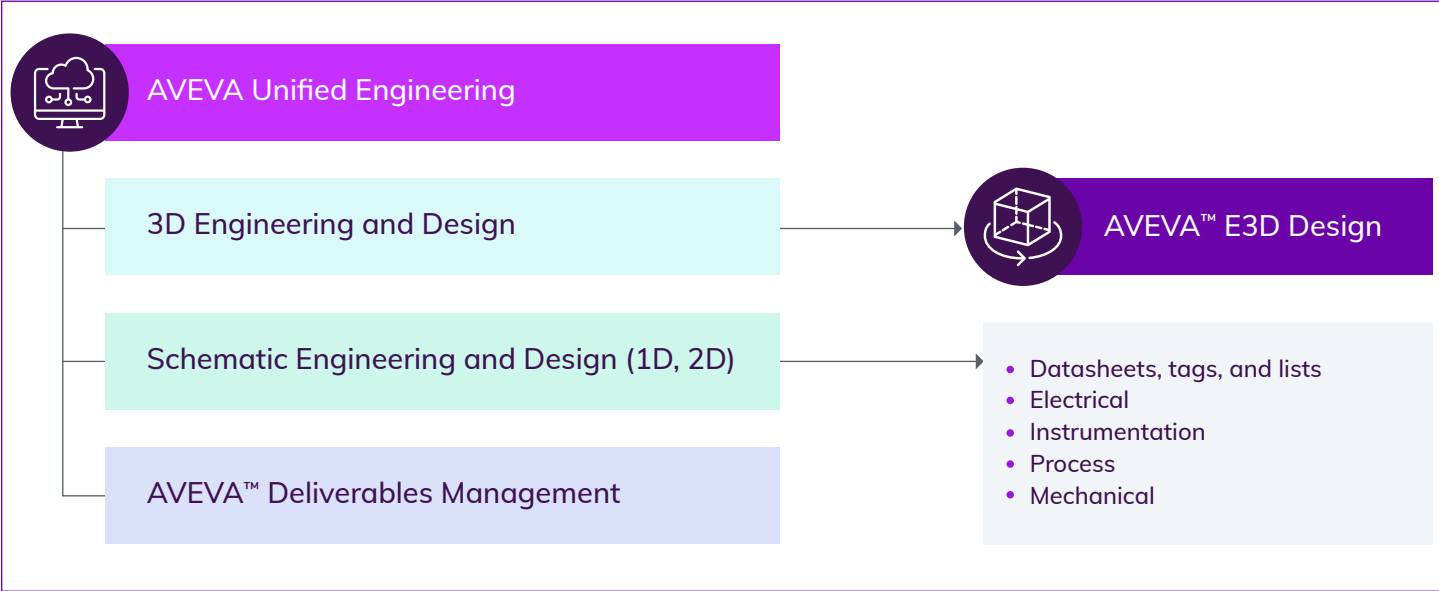 AVEVA Unified Engineering
3D Engineering and Design
AVEVA™ E3D Design
Schematic Engineering and Design (1D, 2D)
• Datasheets, tags, and lists
• Electrical
• Instrumentation
• Process
• Mechanical
AVEVA™ Deliverables Management